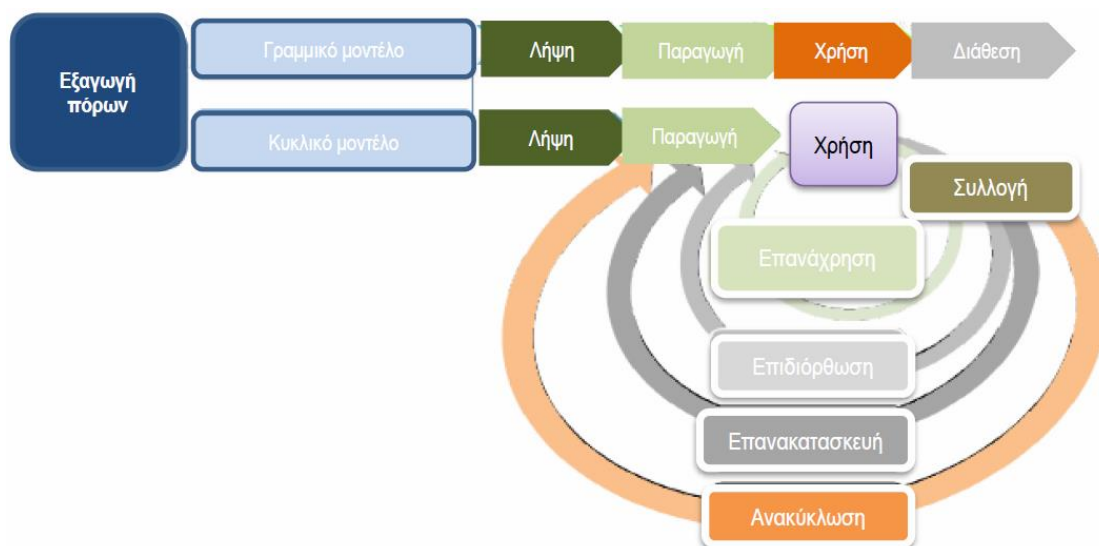 Εξαγωγή
πόρων
Γραμμικό μοντέλο
Λήψη
Παραγωγή
Χρήση
Διάθεση
Κυκλικό μοντέλο
Λήψη
Παραγωγή
Χρήση
Συλλογή
Επανάχρηση
Επιδιόρθωση
Επανακατασκευή
Ανακύκλωση